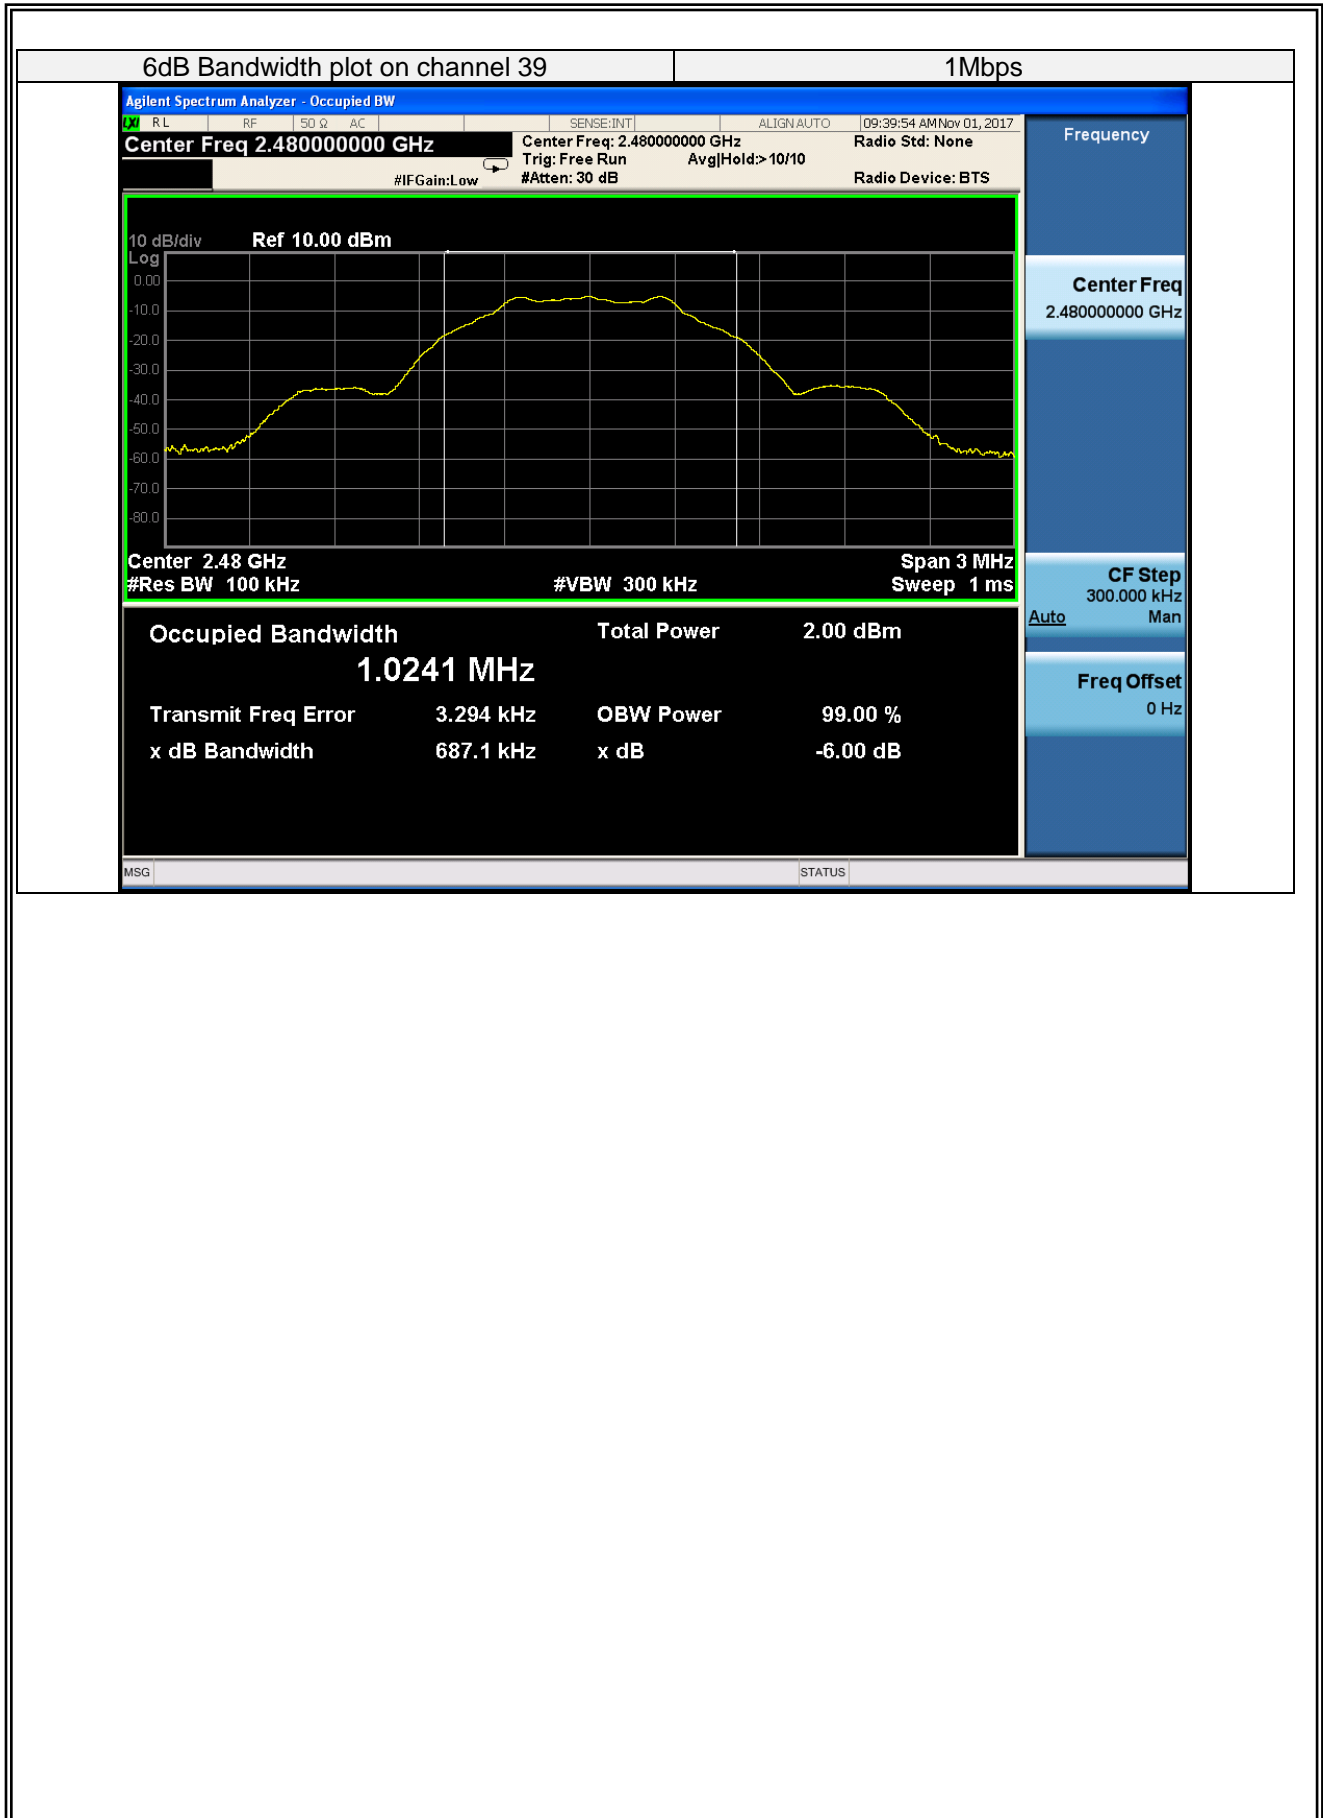 6dB Bandwidth plot on channel 39 1Mbps
Agilent Spectrum Analyzer - Occupied BW
LXI RL RF 50 Ω AC SENSE:INT ALIGN AUTO 09:39:54 AM Nov 01, 2017
Center Freq 2.480000000 GHz
Center Freq: 2.480000000 GHz Radio Std: None
Trig: Free Run Avg|Hold:>10/10
#IFGain:Low #Atten: 30 dB Radio Device: BTS
10 dB/div Ref 10.00 dBm
Log
0.00
-10.0
-20.0
-30.0
-40.0
-50.0
-60.0
-70.0
-80.0
Center 2.48 GHz Span 3 MHz
#Res BW 100 kHz #VBW 300 kHz Sweep 1 ms
Occupied Bandwidth Total Power 2.00 dBm
1.0241 MHz
Transmit Freq Error 3.294 kHz OBW Power 99.00 %
x dB Bandwidth 687.1 kHz x dB -6.00 dB
MSG STATUS
Frequency
Center Freq
2.480000000 GHz
CF Step
300.000 kHz
Auto Man
Freq Offset
0 Hz